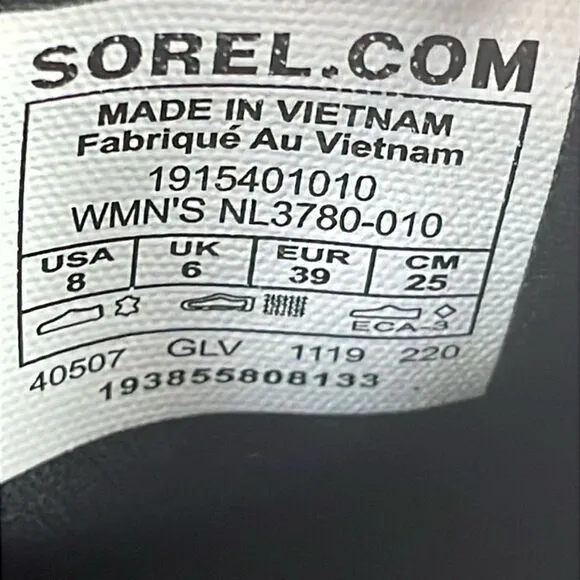 SOREL.COM
MADE IN VIETNAM
Fabriqué Au Vietnam
1915401010
WMN'S NL3780-010
USA UK EUR CM
8 6 39 25
ECA-3
40507 GLV 1119 220
193855808133